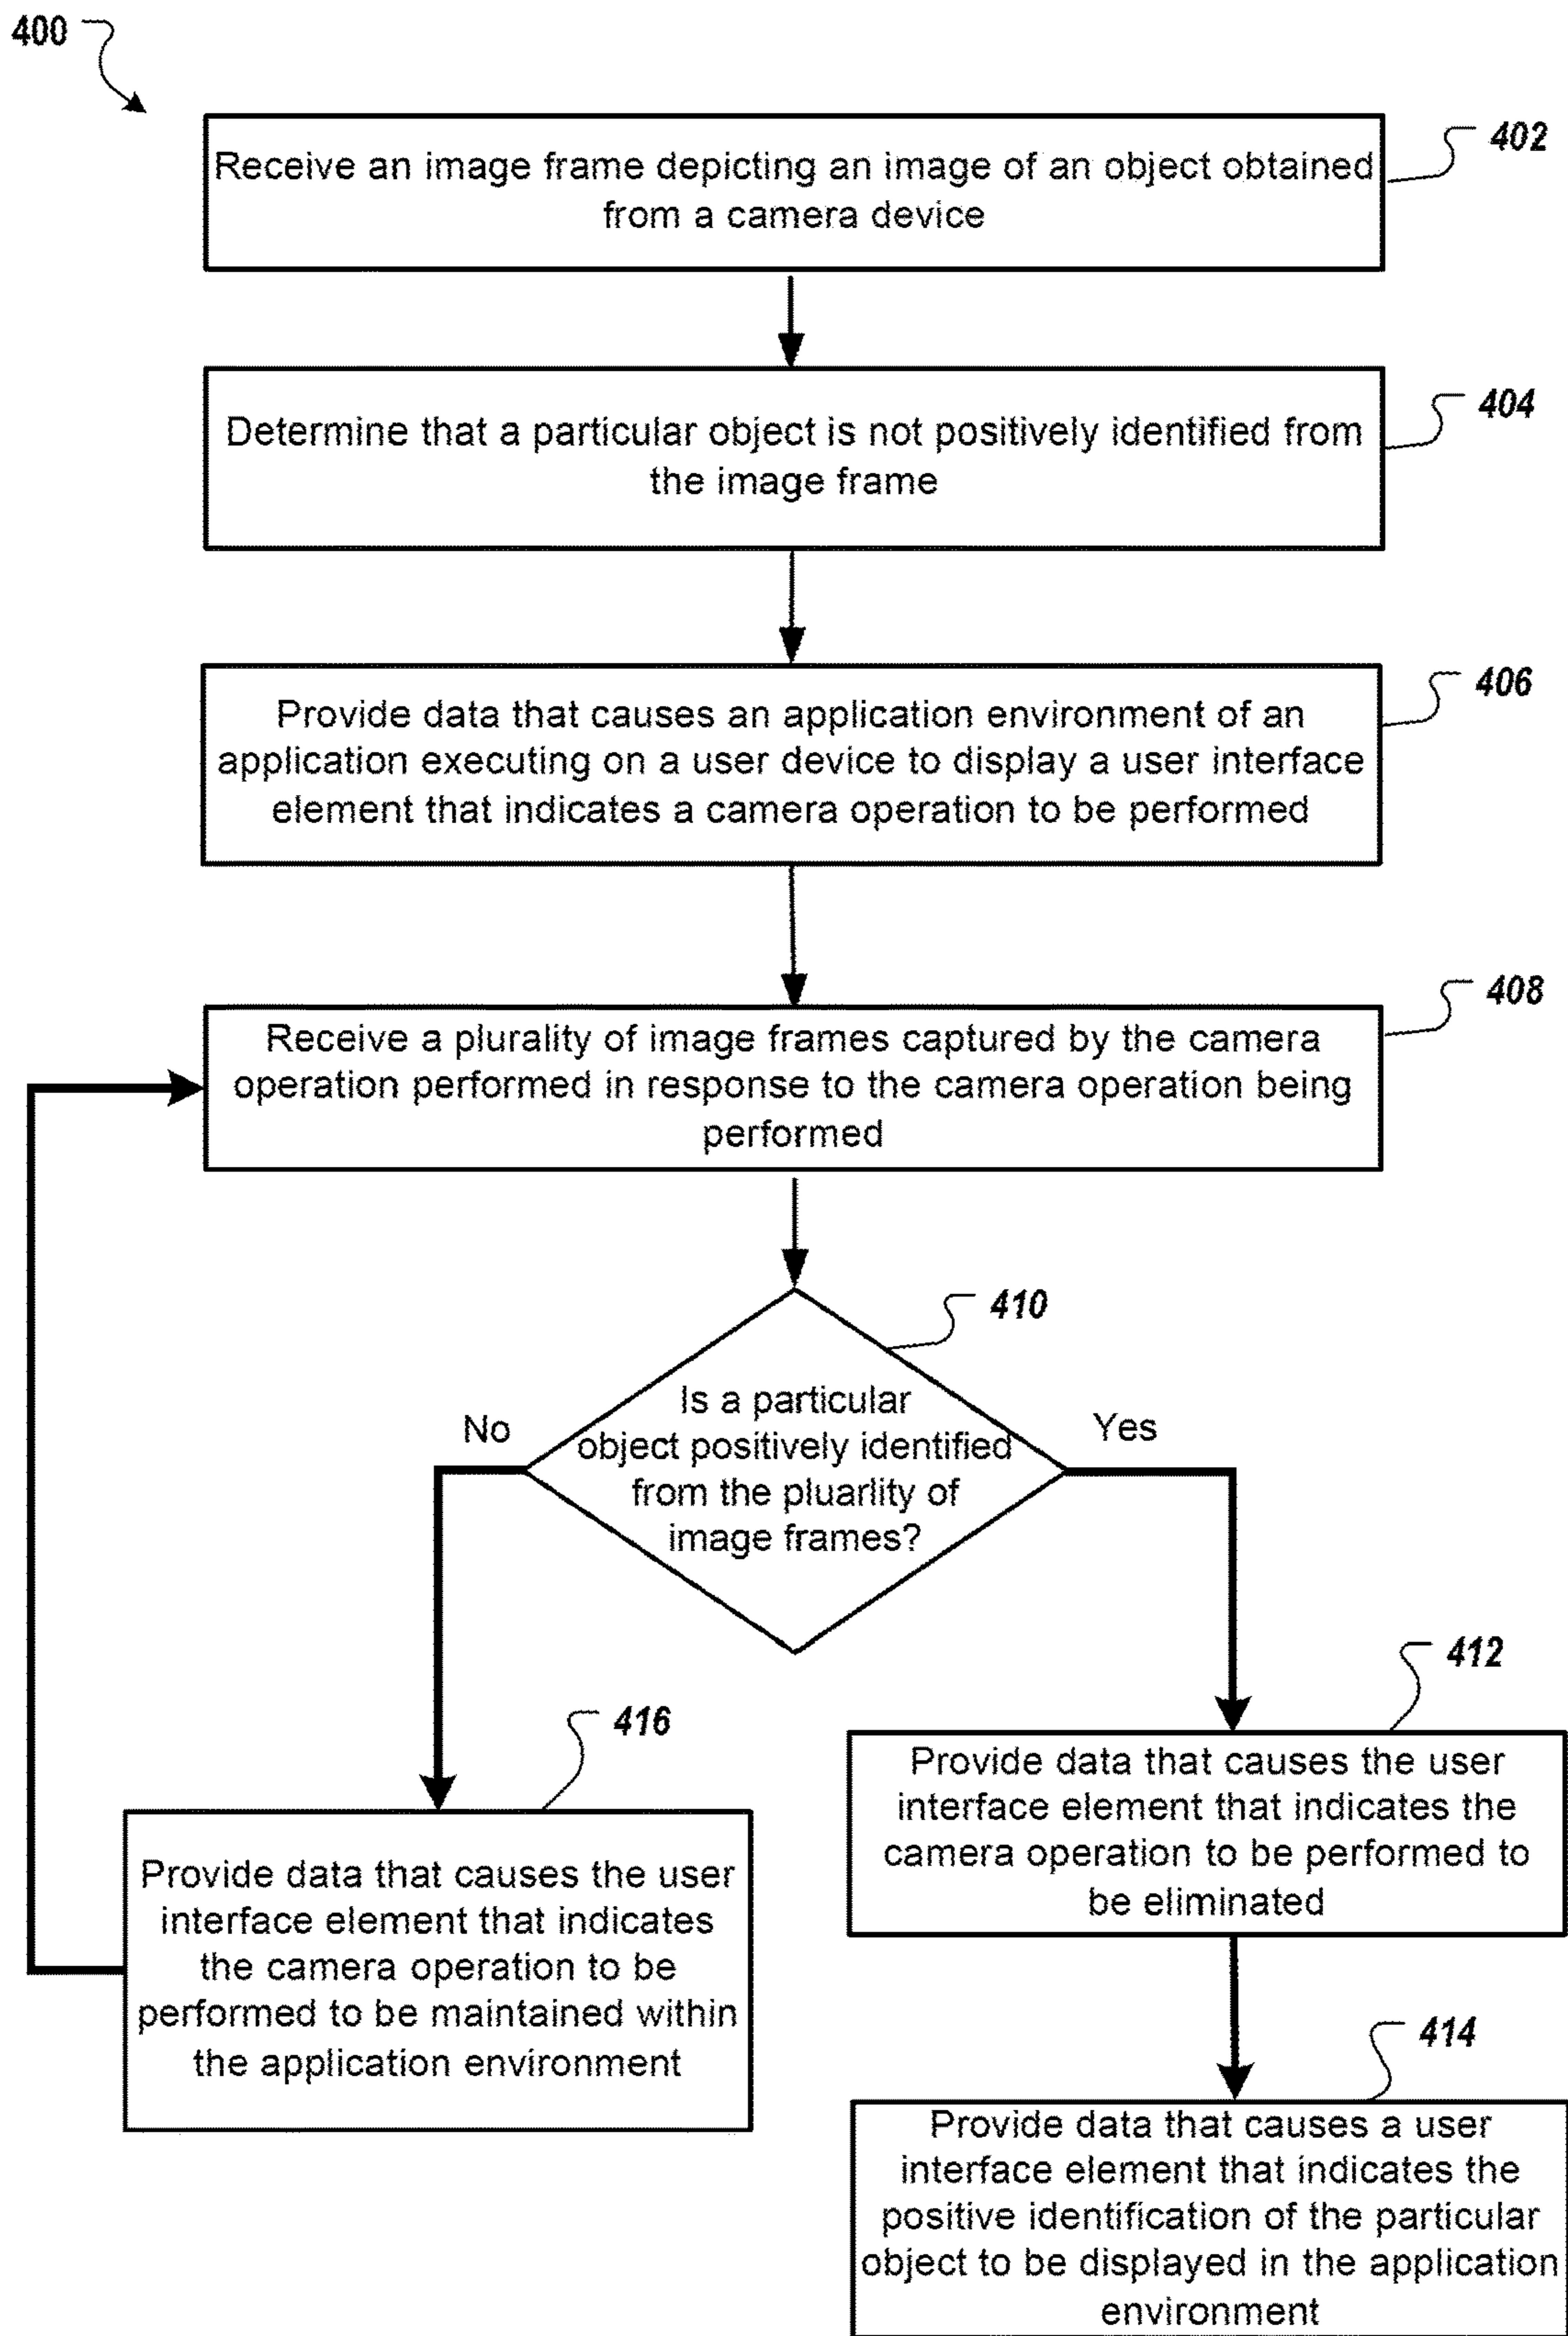 400
402
Receive an image frame depicting an image of an object obtained
from a camera device
404
Determine that a particular object is not positively identified from
the image frame
406
Provide data that causes an application environment of an
application executing on a user device to display a user interface
element that indicates a camera operation to be performed
408
Receive a plurality of image frames captured by the camera
operation performed in response to the camera operation being
performed
410
Is a particular
object positively identified
from the pluarlity of
image frames?
No
Yes
412
Provide data that causes the user
interface element that indicates the
camera operation to be performed to
be eliminated
416
Provide data that causes the user
interface element that indicates
the camera operation to be
performed to be maintained within
the application environment
414
Provide data that causes a user
interface element that indicates the
positive identification of the particular
object to be displayed in the application
environment